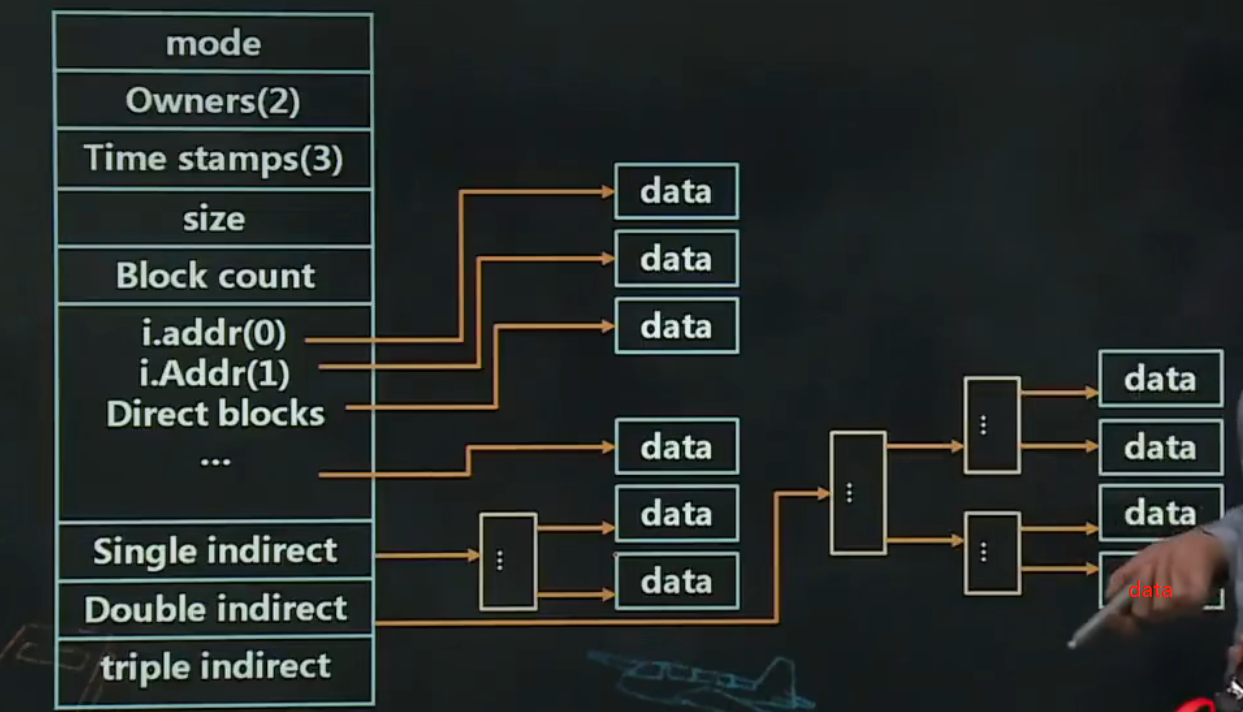 mode
Owners(2)
Time stamps(3)
size
Block count
i.addr(0)
i.Addr(1)
Direct blocks
...
Single indirect
Double indirect
triple indirect
data
data
data
data
data
data
...
...
...
...
data
data
data
data